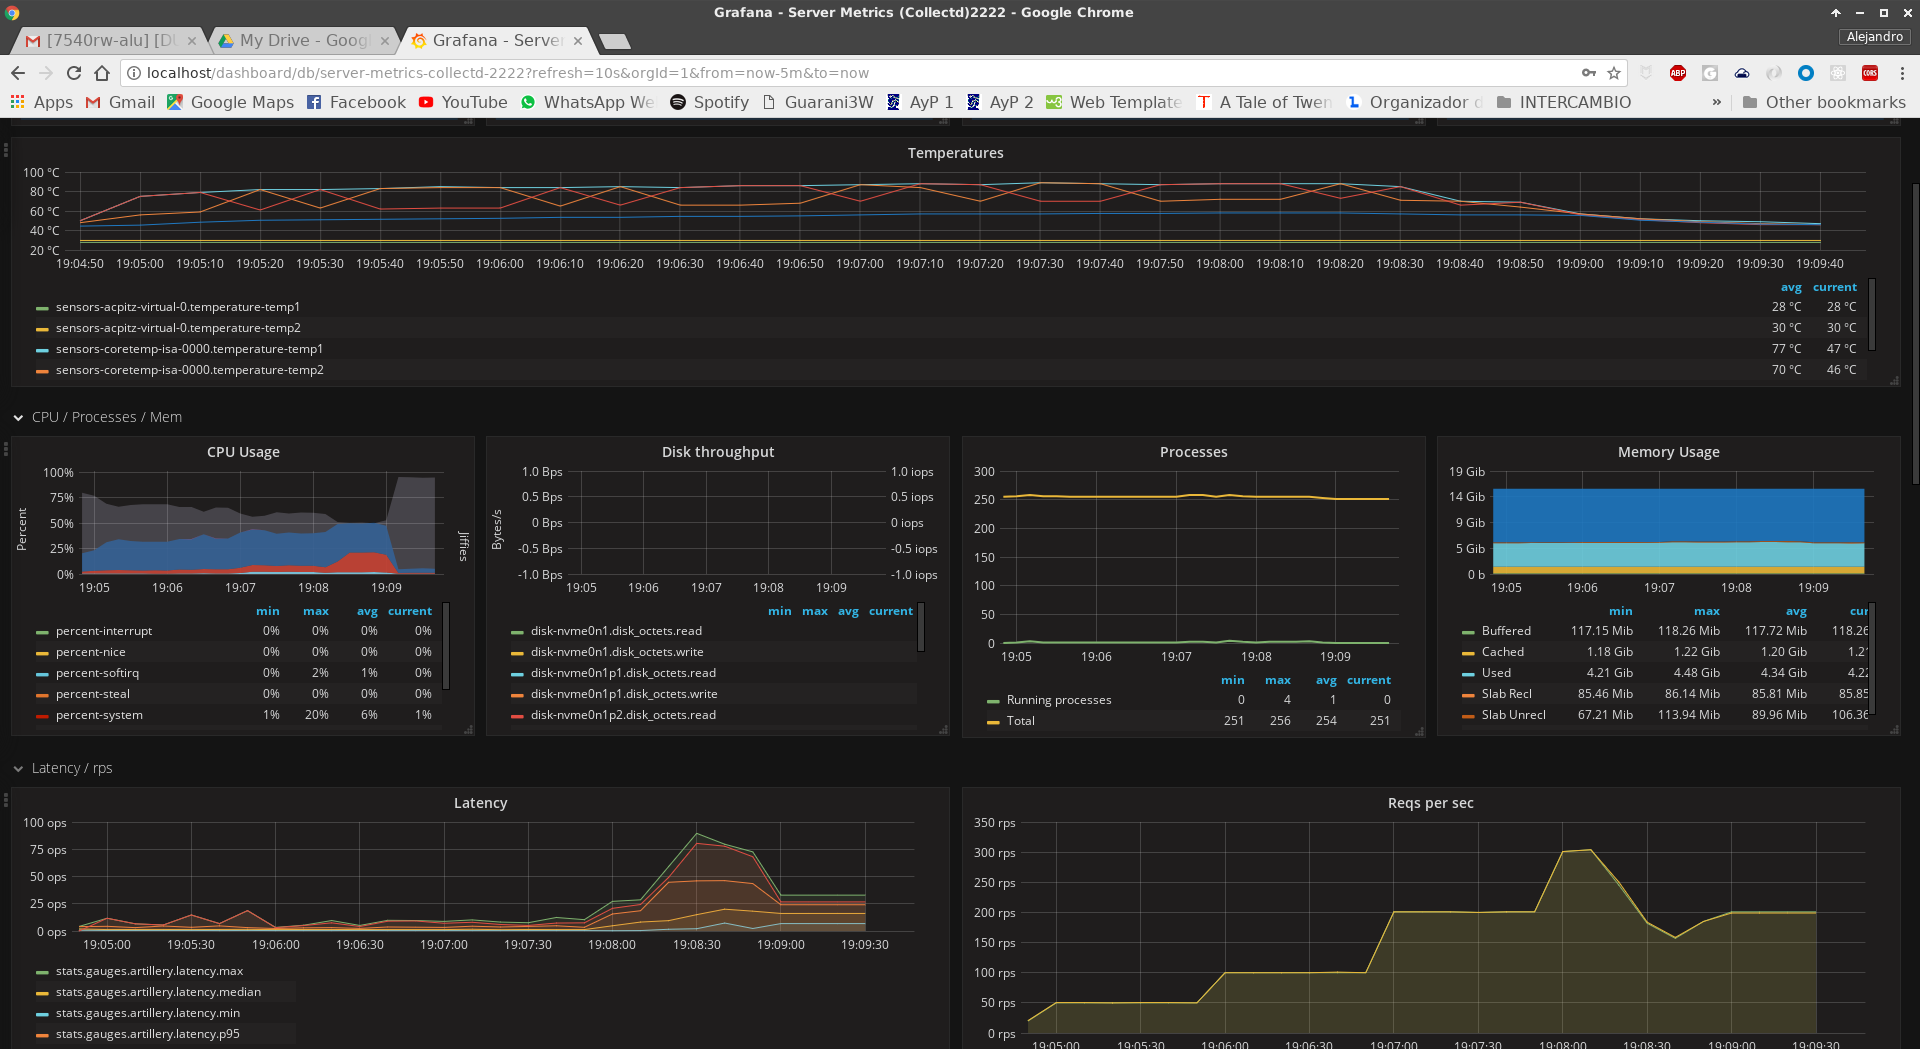 Grafana - Server Metrics (Collectd)2222 - Google Chrome
[7540rw-alu] [D
My Drive - Goog
Grafana - Server
Alejandro
localhost/dashboard/db/server-metrics-collectd-2222?refresh=10s&orgId=1&from=now-5m&to=now
ABP
CORS
Apps
Gmail
Google Maps
Facebook
YouTube
WhatsApp We
Spotify
Guarani3W
AyP 1
AyP 2
Web Template
A Tale of Twen
Organizador d
INTERCAMBIO
»
Other bookmarks
Temperatures
100 °C
80 °C
60 °C
40 °C
20 °C
19:04:50 19:05:00 19:05:10 19:05:20 19:05:30 19:05:40 19:05:50 19:06:00 19:06:10 19:06:20 19:06:30 19:06:40 19:06:50 19:07:00 19:07:10 19:07:20 19:07:30 19:07:40 19:07:50 19:08:00 19:08:10 19:08:20 19:08:30 19:08:40 19:08:50 19:09:00 19:09:10 19:09:20 19:09:30 19:09:40
avg current
sensors-acpitz-virtual-0.temperature-temp1 28 °C 28 °C
sensors-acpitz-virtual-0.temperature-temp2 30 °C 30 °C
sensors-coretemp-isa-0000.temperature-temp1 77 °C 47 °C
sensors-coretemp-isa-0000.temperature-temp2 70 °C 46 °C
CPU / Processes / Mem
CPU Usage
Percent
Jiffies
100%
75%
50%
25%
0%
19:05 19:06 19:07 19:08 19:09
min max avg current
percent-interrupt 0% 0% 0% 0%
percent-nice 0% 0% 0% 0%
percent-softirq 0% 2% 1% 0%
percent-steal 0% 0% 0% 0%
percent-system 1% 20% 6% 1%
Disk throughput
Bytes/s
1.0 Bps 1.0 iops
0.5 Bps 0.5 iops
0 Bps 0 iops
-0.5 Bps -0.5 iops
-1.0 Bps -1.0 iops
19:05 19:06 19:07 19:08 19:09
min max avg current
disk-nvme0n1.disk_octets.read
disk-nvme0n1.disk_octets.write
disk-nvme0n1p1.disk_octets.read
disk-nvme0n1p1.disk_octets.write
disk-nvme0n1p2.disk_octets.read
Processes
300
250
200
150
100
50
0
19:05 19:06 19:07 19:08 19:09
min max avg current
Running processes 0 4 1 0
Total 251 256 254 251
Memory Usage
19 Gib
14 Gib
9 Gib
5 Gib
0 b
19:05 19:06 19:07 19:08 19:09
min max avg cur
Buffered 117.15 Mib 118.26 Mib 117.72 Mib 118.26
Cached 1.18 Gib 1.22 Gib 1.20 Gib 1.2
Used 4.21 Gib 4.48 Gib 4.34 Gib 4.22
Slab Recl 85.46 Mib 86.14 Mib 85.81 Mib 85.85
Slab Unrecl 67.21 Mib 113.94 Mib 89.96 Mib 106.36
Latency / rps
Latency
100 ops
75 ops
50 ops
25 ops
0 ops
19:05:00 19:05:30 19:06:00 19:06:30 19:07:00 19:07:30 19:08:00 19:08:30 19:09:00 19:09:30
stats.gauges.artillery.latency.max
stats.gauges.artillery.latency.median
stats.gauges.artillery.latency.min
stats.gauges.artillery.latency.p95
Reqs per sec
350 rps
300 rps
250 rps
200 rps
150 rps
100 rps
50 rps
0 rps
19:05:00 19:05:30 19:06:00 19:06:30 19:07:00 19:07:30 19:08:00 19:08:30 19:09:00 19:09:30